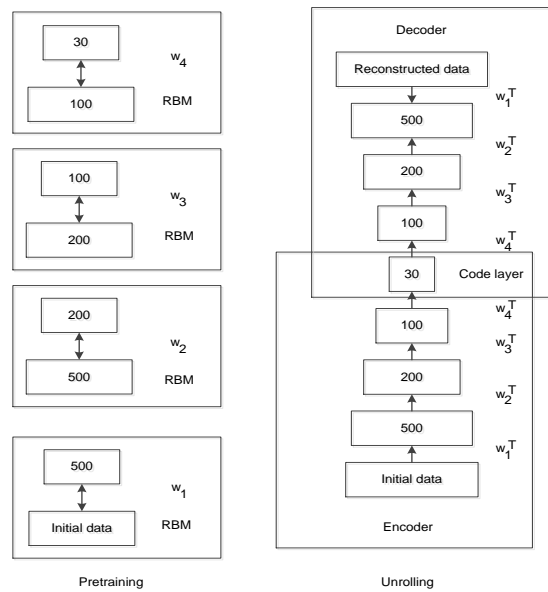 30
w4
100
RBM
100
w3
200
RBM
200
w2
500
RBM
500
w1
Initial data
RBM
Pretraining
Decoder
Reconstructed data
w1T
500
w2T
200
w3T
100
w4T
30
Code layer
w4T
100
w3T
200
w2T
500
w1T
Initial data
Encoder
Unrolling